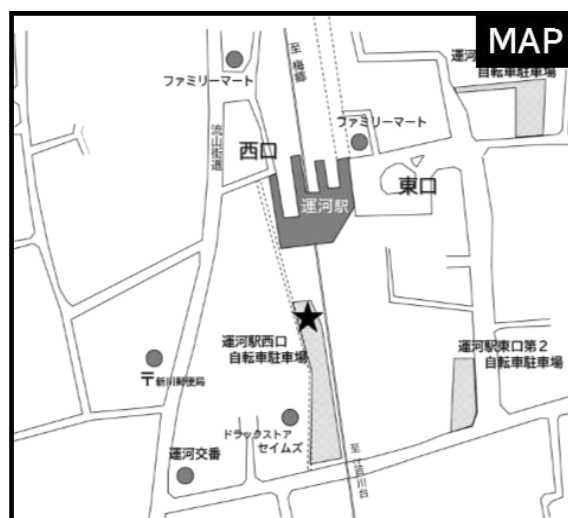 MAP
至 梅郷
運河
自転車駐車場
ファミリーマート
ファミリーマート
流山街道
西口
東口
運河駅
運河駅西口
自転車駐車場
運河駅東口第2
自転車駐車場
〒新川郵便局
ドラックストア
セイムズ
運河交番
至 江戸川台